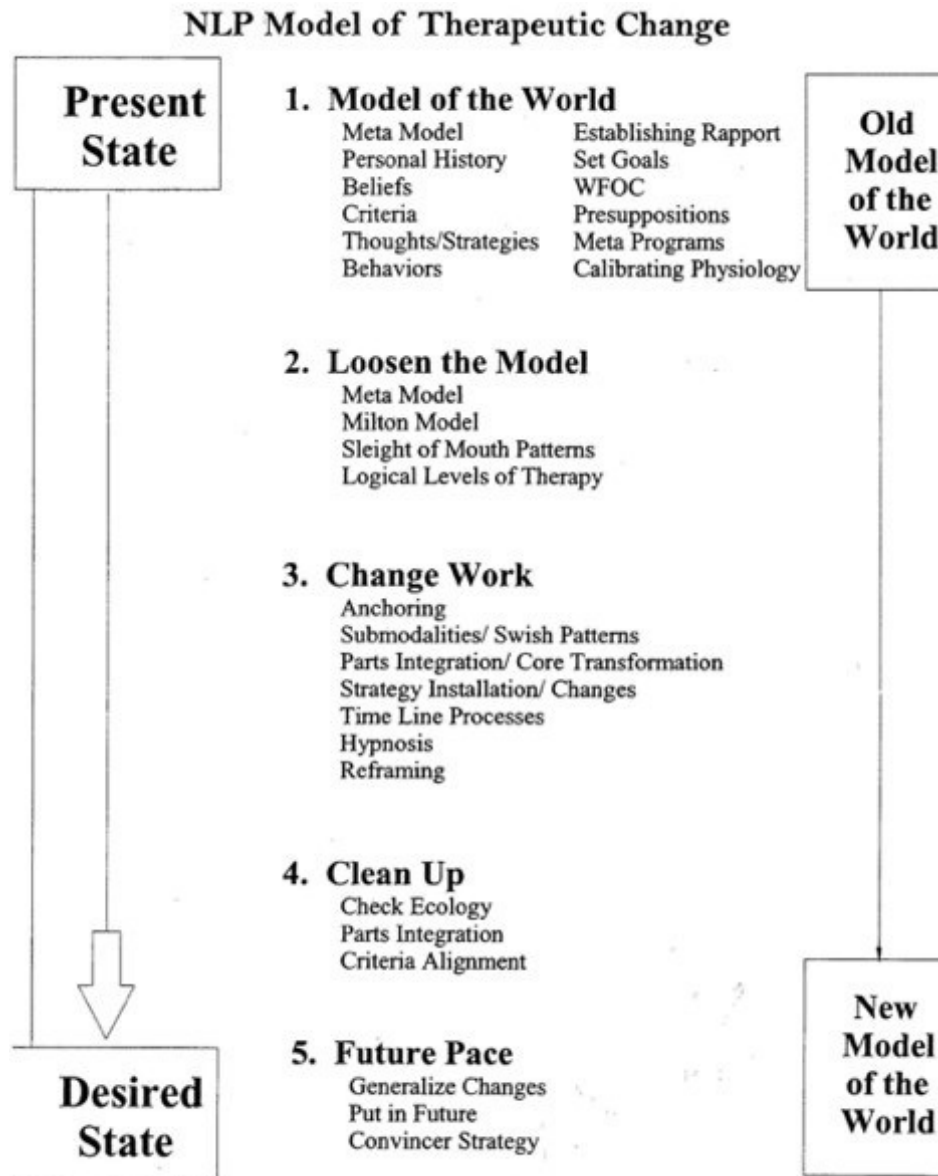 NLP Model of Therapeutic Change
Present
State
1. Model of the World
Meta Model
Personal History
Beliefs
Criteria
Thoughts/Strategies
Behaviors
Establishing Rapport
Set Goals
WFOC
Presuppositions
Meta Programs
Calibrating Physiology
Old
Model
of the
World
2. Loosen the Model
Meta Model
Milton Model
Sleight of Mouth Patterns
Logical Levels of Therapy
3. Change Work
Anchoring
Submodalities/ Swish Patterns
Parts Integration/ Core Transformation
Strategy Installation/ Changes
Time Line Processes
Hypnosis
Reframing
4. Clean Up
Check Ecology
Parts Integration
Criteria Alignment
5. Future Pace
Generalize Changes
Put in Future
Convincer Strategy
Desired
State
New
Model
of the
World